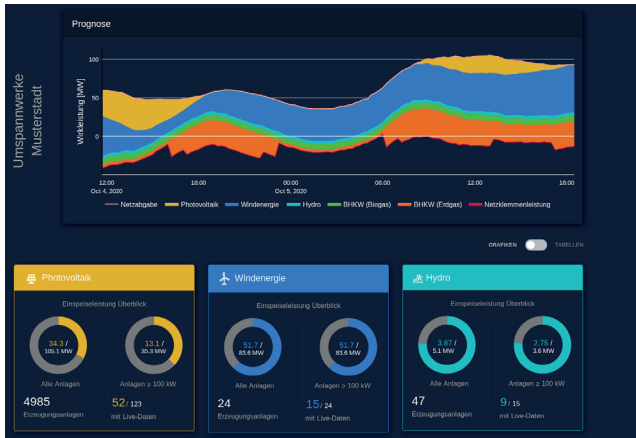 Prognose
Umspannwerke
Musterstadt
Wirkleistung [MW]
100
50
0
12:00
Oct 4, 2020
18:00
00:00
Oct 5, 2020
06:00
12:00
18:00
Netzabgabe
Photovoltaik
Windenergie
Hydro
BHKW (Biogas)
BHKW (Erdgas)
Netzklemmenleistung
GRAFIKEN
TABELLEN
Photovoltaik
Einspeiseleistung Überblick
34.3 /
105.1 MW
13.1 /
35.3 MW
Alle Anlagen
Anlagen ≥ 100 kW
4985
Erzeugungsanlagen
52 / 123
mit Live-Daten
Windenergie
Einspeiseleistung Überblick
51.7 /
83.6 MW
51.7 /
83.6 MW
Alle Anlagen
Anlagen ≥ 100 kW
24
Erzeugungsanlagen
15 / 24
mit Live-Daten
Hydro
Einspeiseleistung Überblick
3.87 /
5.1 MW
2.75 /
3.6 MW
Alle Anlagen
Anlagen ≥ 100 kW
47
Erzeugungsanlagen
9 / 15
mit Live-Daten